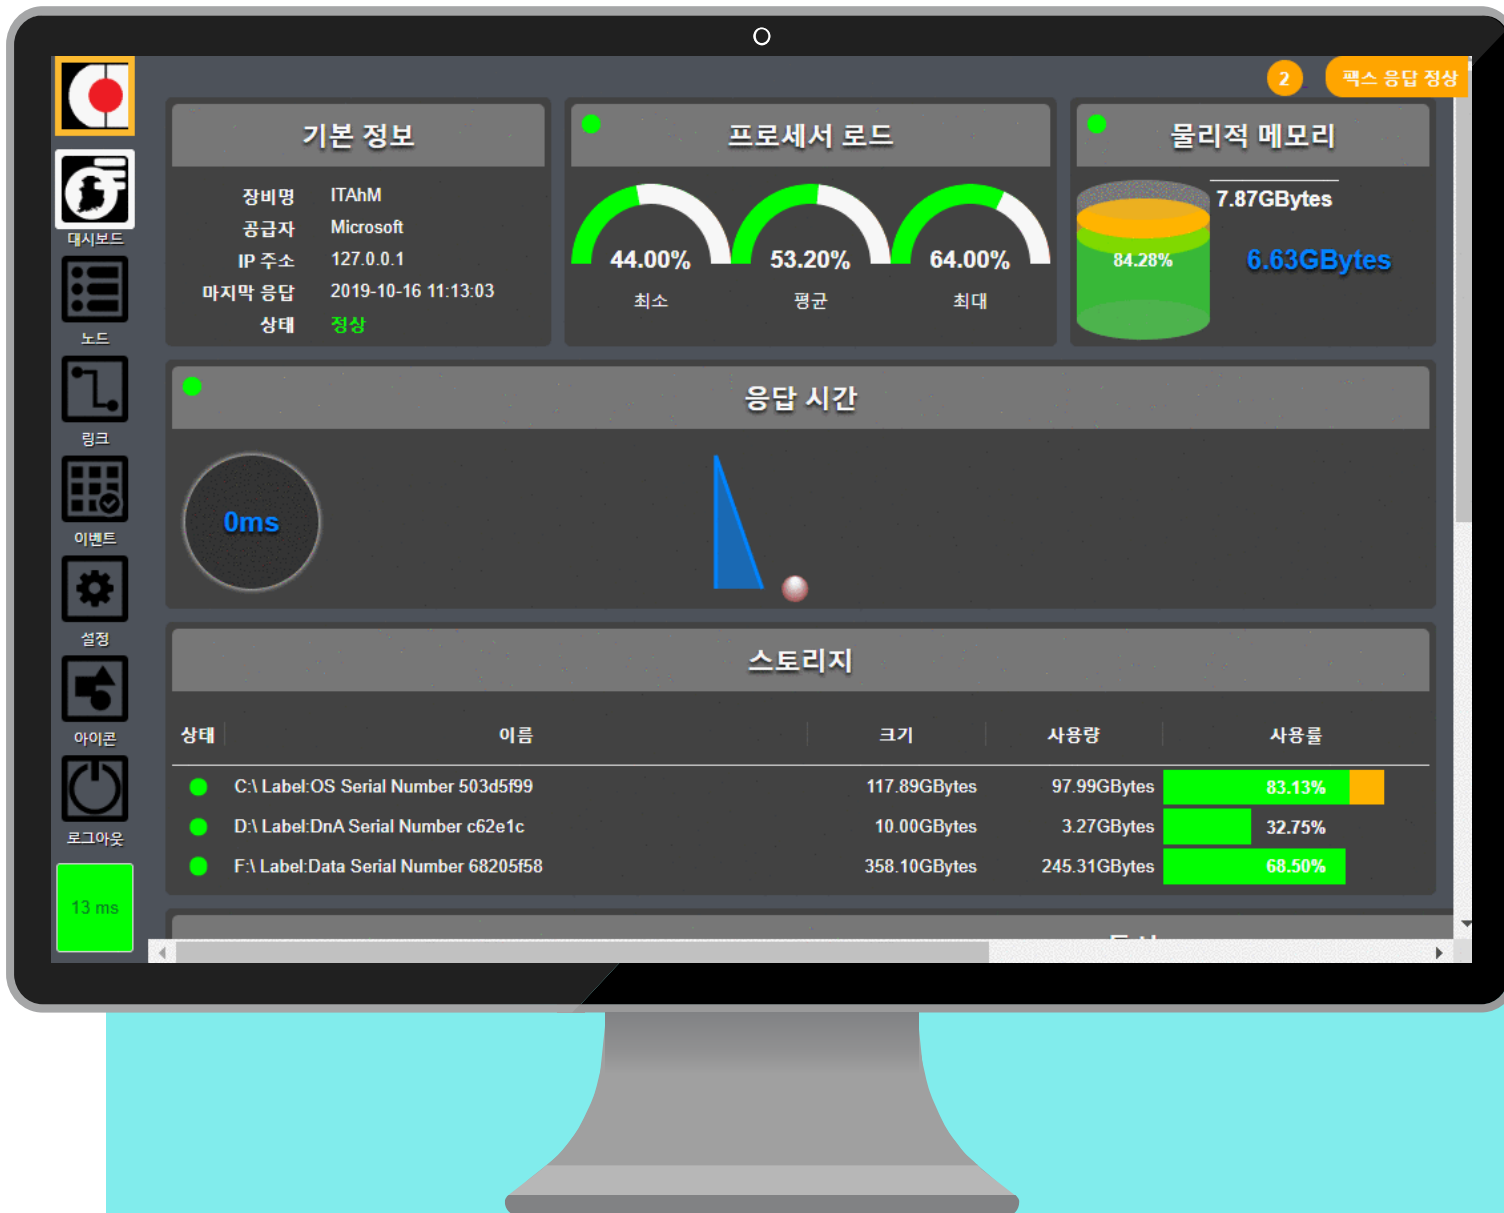 2
팩스 응답 정상
기본 정보
장비명 ITAhM
공급자 Microsoft
IP 주소 127.0.0.1
마지막 응답 2019-10-16 11:13:03
상태 정상
프로세서 로드
44.00% 53.20% 64.00%
최소 평균 최대
물리적 메모리
7.87GBytes
84.28%
6.63GBytes
대시보드
노드
링크
이벤트
설정
아이콘
로그아웃
13 ms
응답 시간
0ms
스토리지
상태 이름 크기 사용량 사용률
C:\ Label:OS Serial Number 503d5f99 117.89GBytes 97.99GBytes 83.13%
D:\ Label:DnA Serial Number c62e1c 10.00GBytes 3.27GBytes 32.75%
F:\ Label:Data Serial Number 68205f58 358.10GBytes 245.31GBytes 68.50%